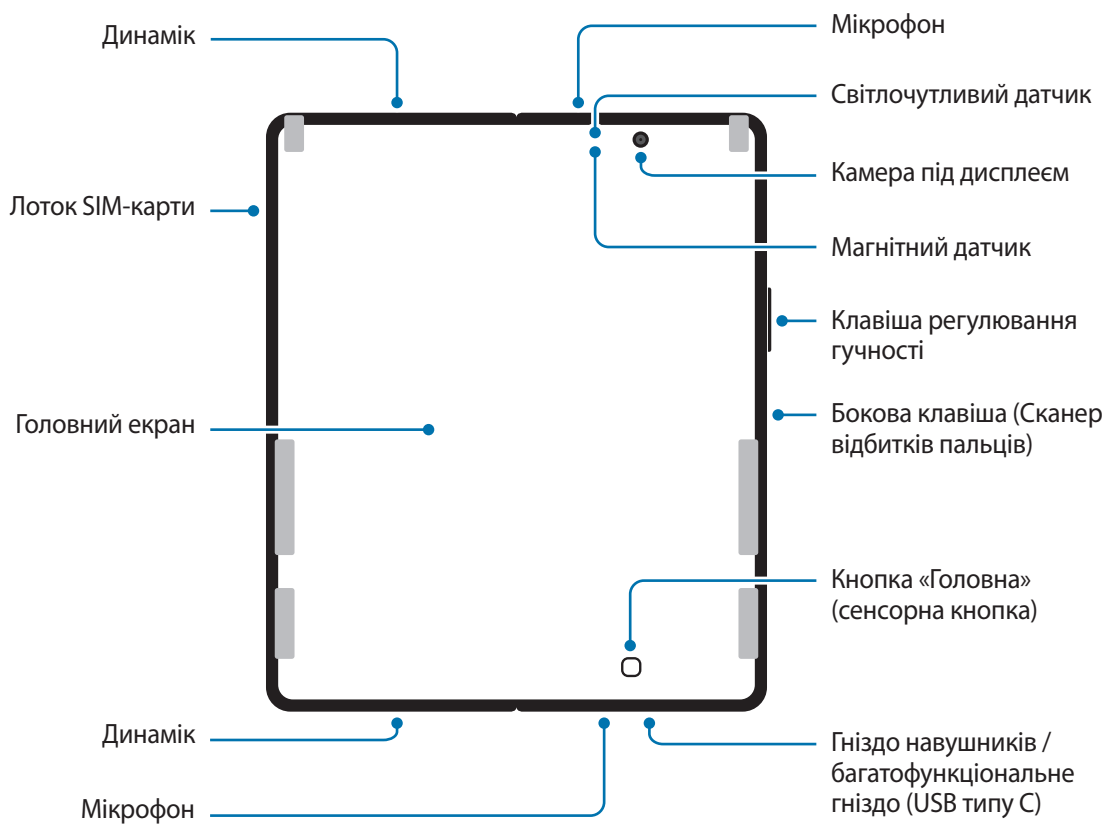 Динамік
Мікрофон
Світлочутливий датчик
Камера під дисплеєм
Лоток SIM-карти
Магнітний датчик
Клавіша регулювання
гучності
Головний екран
Бокова клавіша (Сканер
відбитків пальців)
Кнопка «Головна»
(сенсорна кнопка)
Динамік
Мікрофон
Гніздо навушників /
багатофункціональне
гніздо (USB типу C)